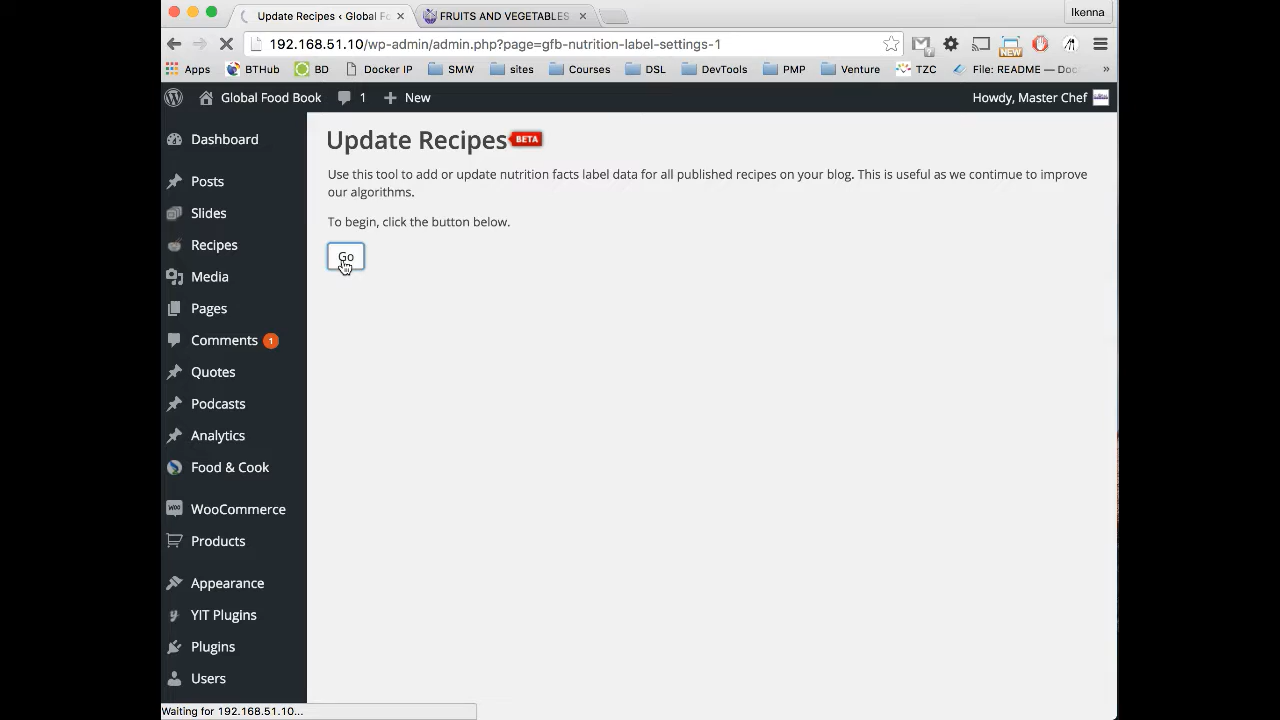 Update Recipes ‹ Global Fo
FRUITS AND VEGETABLES
Ikenna
192.168.51.10/wp-admin/admin.php?page=gfb-nutrition-label-settings-1
NEW
Apps
BTHub
BD
Docker IP
SMW
sites
Courses
DSL
DevTools
PMP
Venture
TZC
File: README — Doc
»
Global Food Book
1
New
Howdy, Master Chef
Dashboard
Posts
Slides
Recipes
Media
Pages
Comments 1
Quotes
Podcasts
Analytics
Food & Cook
WOO
WooCommerce
Products
Appearance
YIT Plugins
Plugins
Users
Update Recipes BETA
Use this tool to add or update nutrition facts label data for all published recipes on your blog. This is useful as we continue to improve
our algorithms.
To begin, click the button below.
Go
Waiting for 192.168.51.10...